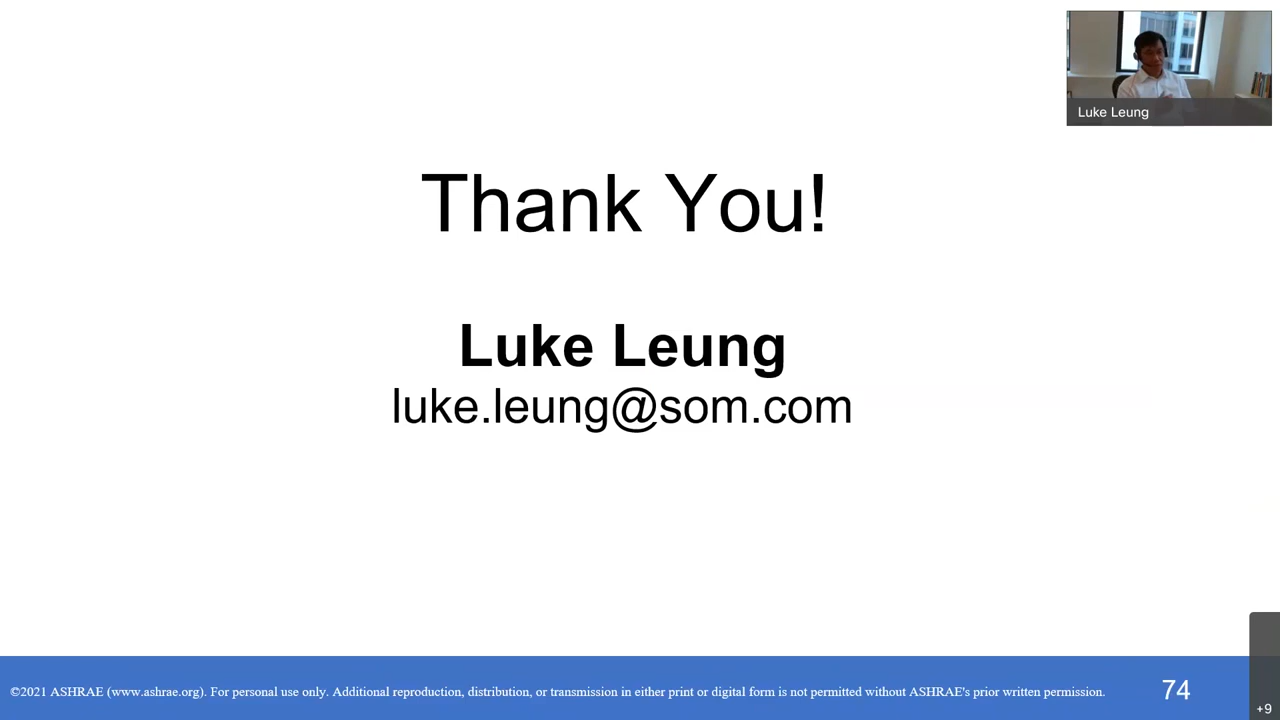 Luke Leung
Thank You!
Luke Leung
luke.leung@som.com
©2021 ASHRAE (www.ashrae.org). For personal use only. Additional reproduction, distribution, or transmission in either print or digital form is not permitted without ASHRAE's prior written permission.
74
+9